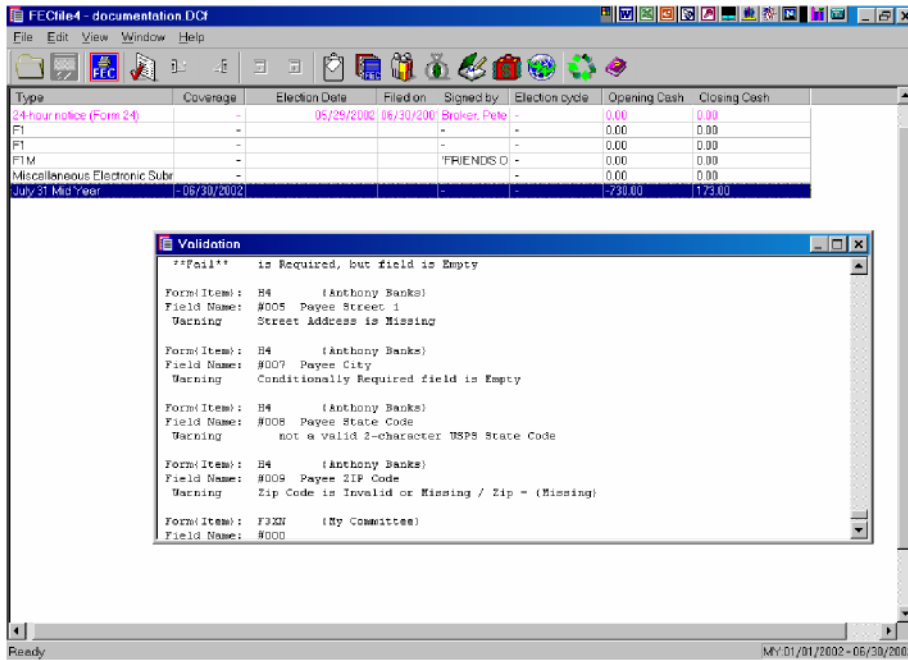 FECfile4 - documentation.DCf
File Edit View Window Help
FEC
Type Coverage Election Date Filed on Signed by Election cycle Opening Cash Closing Cash
24-hour notice (Form 24) - 05/29/2002 06/30/200 Broker, Pete - 0.00 0.00
F1 - - - 0.00 0.00
F1 - - - 0.00 0.00
F1M - 'FRIENDS O - 0.00 0.00
Miscellaneous Electronic Subr - - - 0.00 0.00
July 31 Mid Year - 06/30/2002 - - -730.00 173.00
Validation
**Fail** is Required, but field is Empty
Form(Item): H4 (Anthony Banks)
Field Name: #005 Payee Street 1
Warning Street Address is Missing
Form(Item): H4 (Anthony Banks)
Field Name: #007 Payee City
Warning Conditionally Required field is Empty
Form(Item): H4 (Anthony Banks)
Field Name: #008 Payee State Code
Warning not a valid 2-character USPS State Code
Form(Item): H4 (Anthony Banks)
Field Name: #009 Payee ZIP Code
Warning Zip Code is Invalid or Missing / Zip = (Missing)
Form(Item): F3XN (My Committee)
Field Name: #000
Ready MY:01/01/2002 - 06/30/200